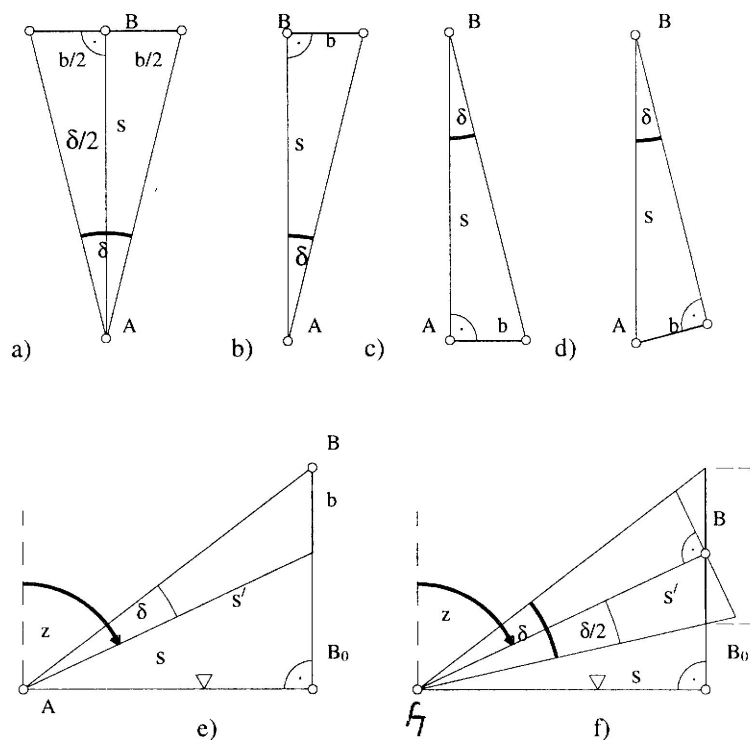 B
b/2 b/2
δ/2 s
δ
A
a)
B
b
s
δ
A
b)
B
δ
s
A b
c)
B
δ
s
A b
d)
B
b
δ s′
z
s
B₀
A
e)
B
s′
δ δ/2
z
s
B₀
f)